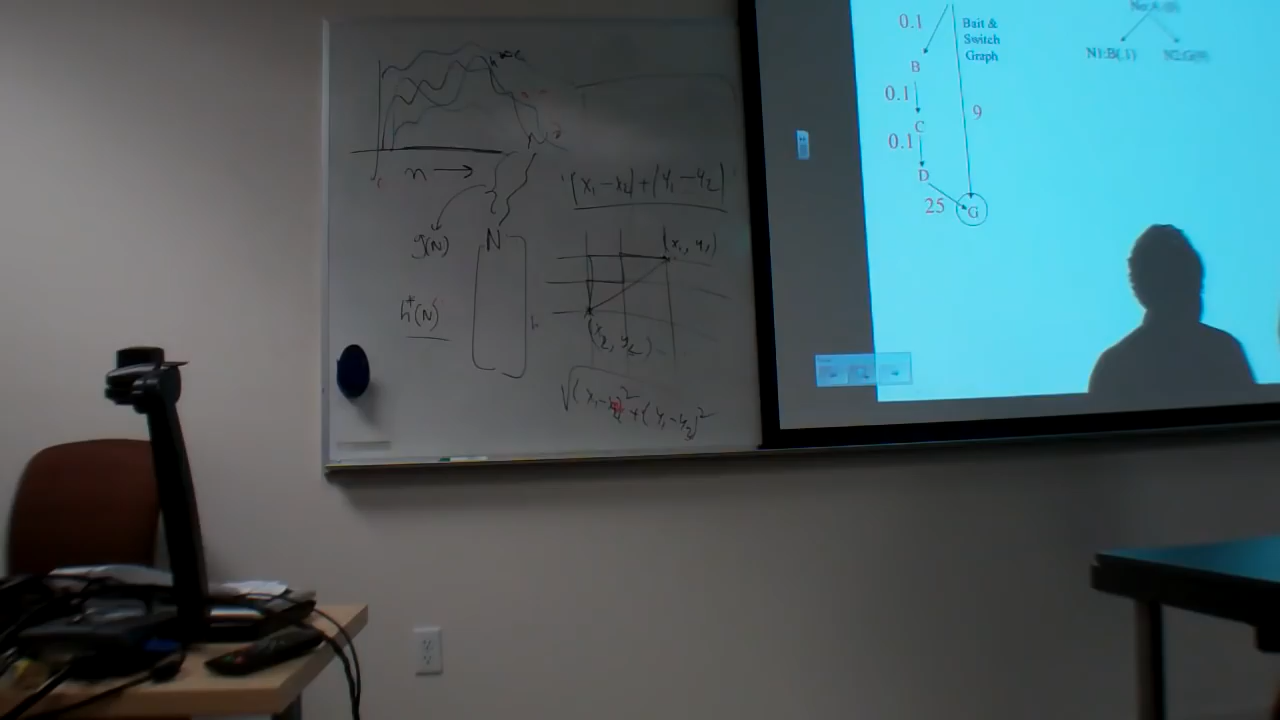 n →
g(N)
N
h*(N)
|x₁-x₂|+|y₁-y₂|
(x₁, y₁)
(x₂, y₂)
√(x₁-x₂)²+(y₁-y₂)²
0.1
Bait &
Switch
Graph
B
0.1
9
C
0.1
D
25
G
N1:B(.1)